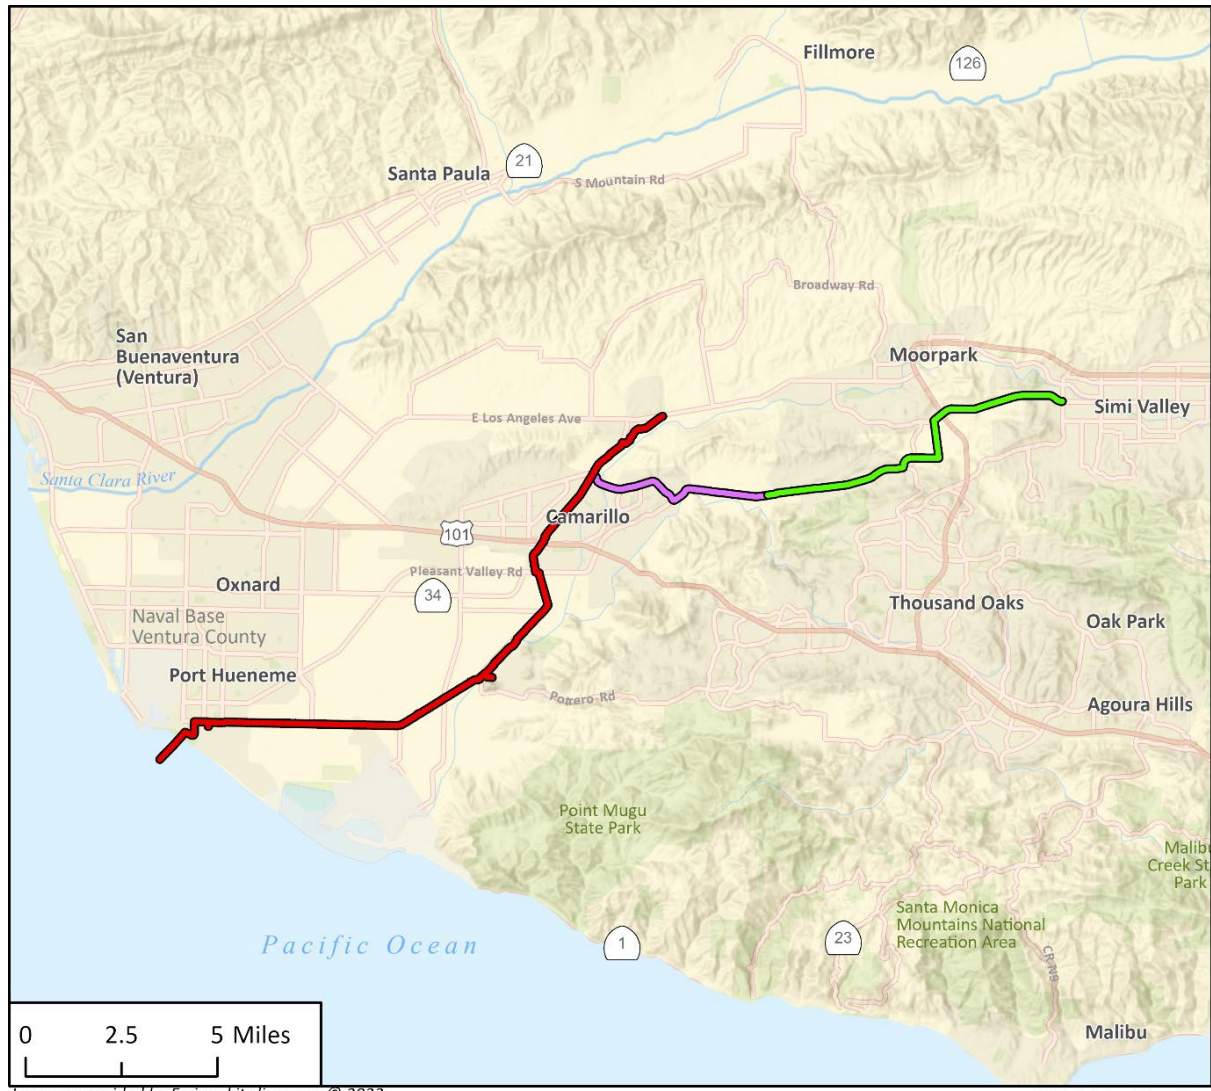 Fillmore
126
Santa Paula
21
S Mountain Rd
Broadway Rd
San
Buenaventura
(Ventura)
Moorpark
E Los Angeles Ave
Simi Valley
Santa Clara River
Camarillo
101
Pleasant Valley Rd
34
Oxnard
Naval Base
Ventura County
Thousand Oaks
Oak Park
Port Hueneme
Potrero Rd
Agoura Hills
Point Mugu
State Park
Malibu
Creek St
Park
Santa Monica
Mountains National
Recreation Area
Pacific Ocean
1
23
CR N9
Malibu
0 2.5 5 Miles